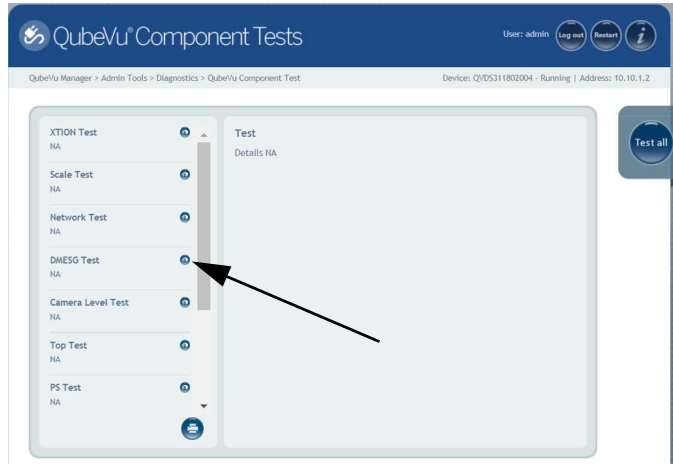 QubeVu® Component Tests
User: admin
Log out
Restart
i
QubeVu Manager > Admin Tools > Diagnostics > QubeVu Component Test
Device: QVDS311802004 - Running | Address: 10.10.1.2
XTION Test
NA
Scale Test
NA
Network Test
NA
DMESG Test
NA
Camera Level Test
NA
Top Test
NA
PS Test
NA
Test
Details NA
Test all